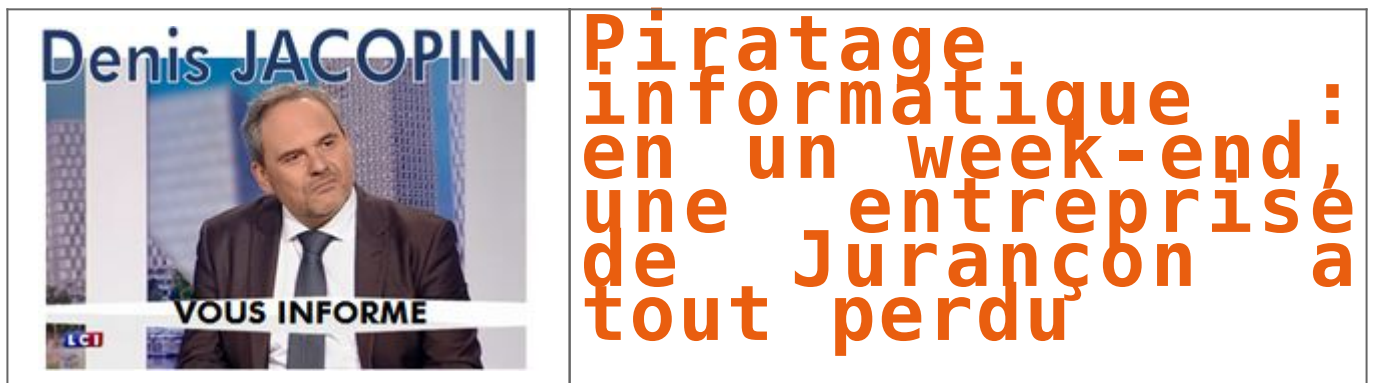 Denis JACOPINI
VOUS INFORME
LCI
Piratage
informatique :
en un week-end,
une entreprise
de Jurançon a
tout perdu